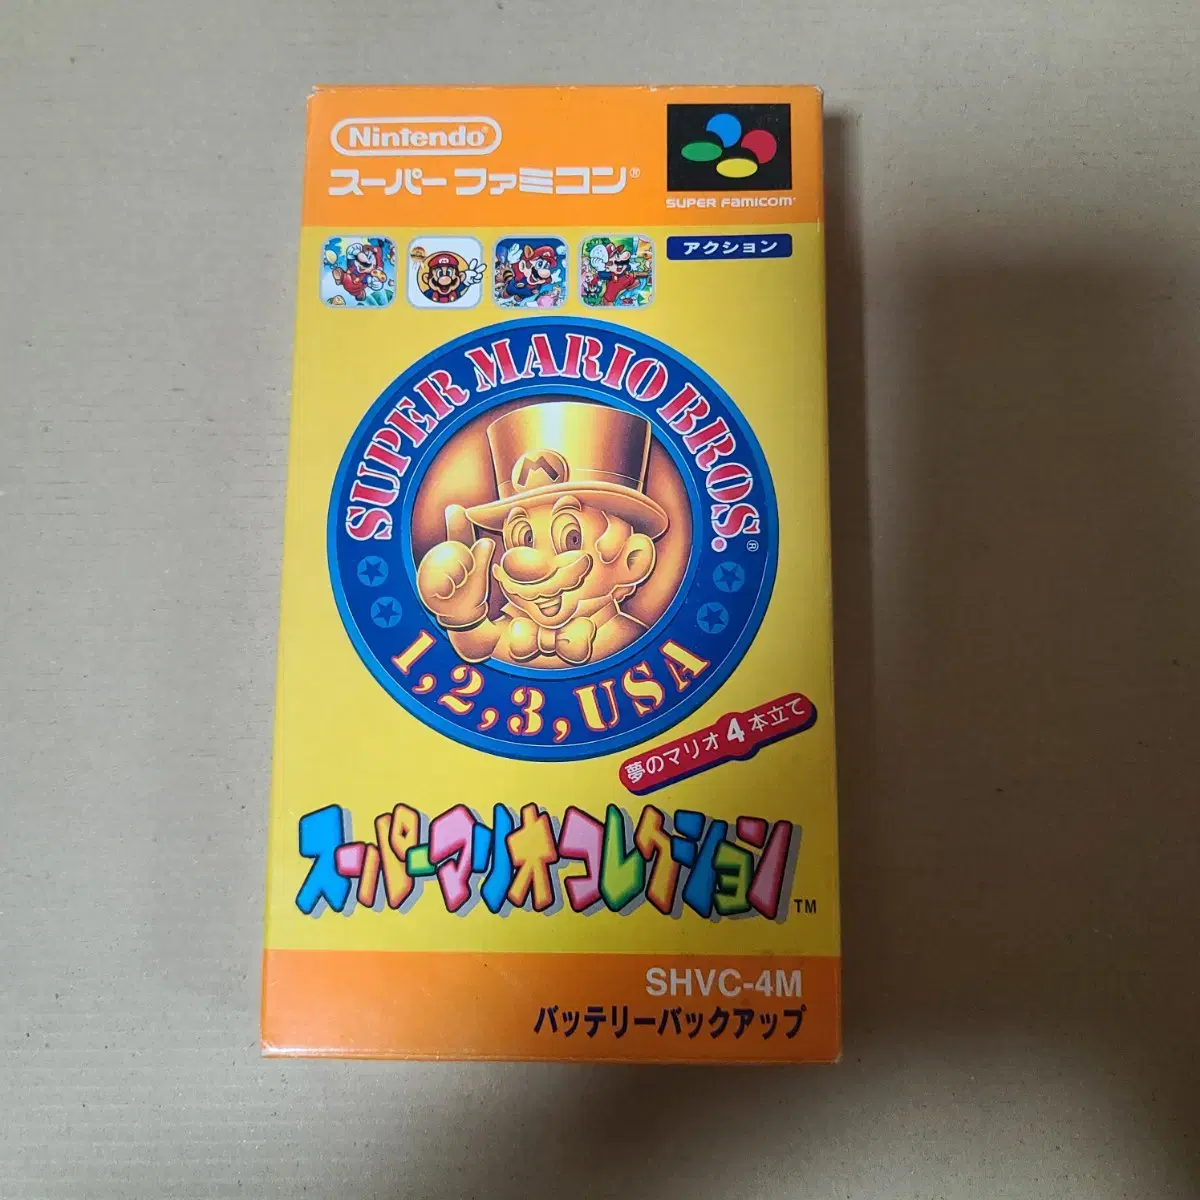 Nintendo®
スーパーファミコン®
SUPER FAMICOM
アクション
SUPER MARIO BROS.®
M
1, 2, 3, USA
夢のマリオ4本立て
スーパーマリオコレクション™
SHVC-4M
バッテリーバックアップ